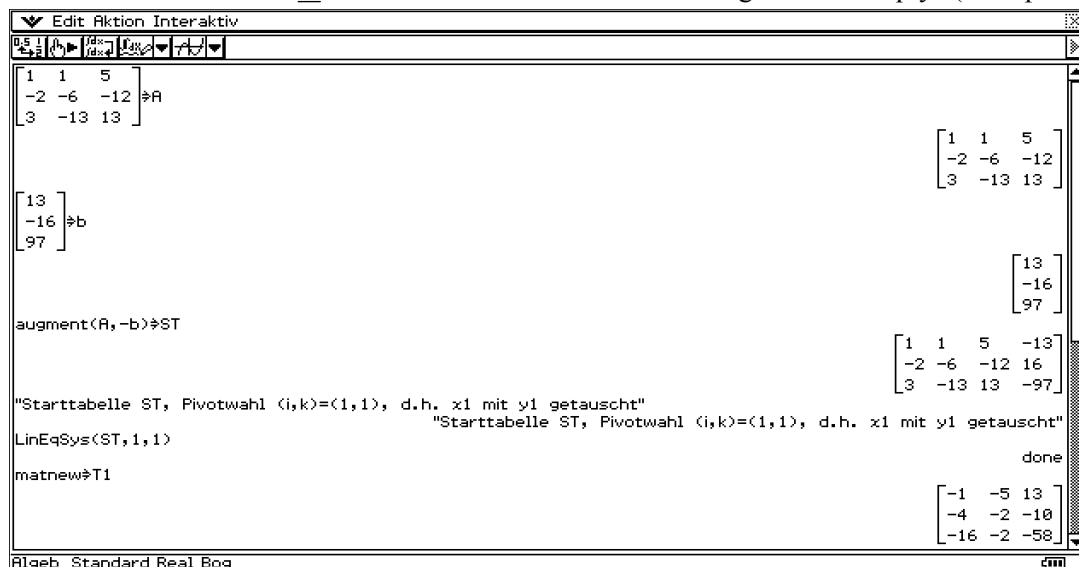 Edit Aktion Interaktiv
[1 1 5
-2 -6 -12
3 -13 13]⇒A
[1 1 5
-2 -6 -12
3 -13 13]
[13
-16
97]⇒b
[13
-16
97]
augment(A,-b)⇒ST
[1 1 5 -13
-2 -6 -12 16
3 -13 13 -97]
"Starttabelle ST, Pivotwahl (i,k)=(1,1), d.h. x1 mit y1 getauscht"
"Starttabelle ST, Pivotwahl (i,k)=(1,1), d.h. x1 mit y1 getauscht"
LinEqSys(ST,1,1)
done
matnew⇒T1
[-1 -5 13
-4 -2 -10
-16 -2 -58]
Algeb Standard Real Bog